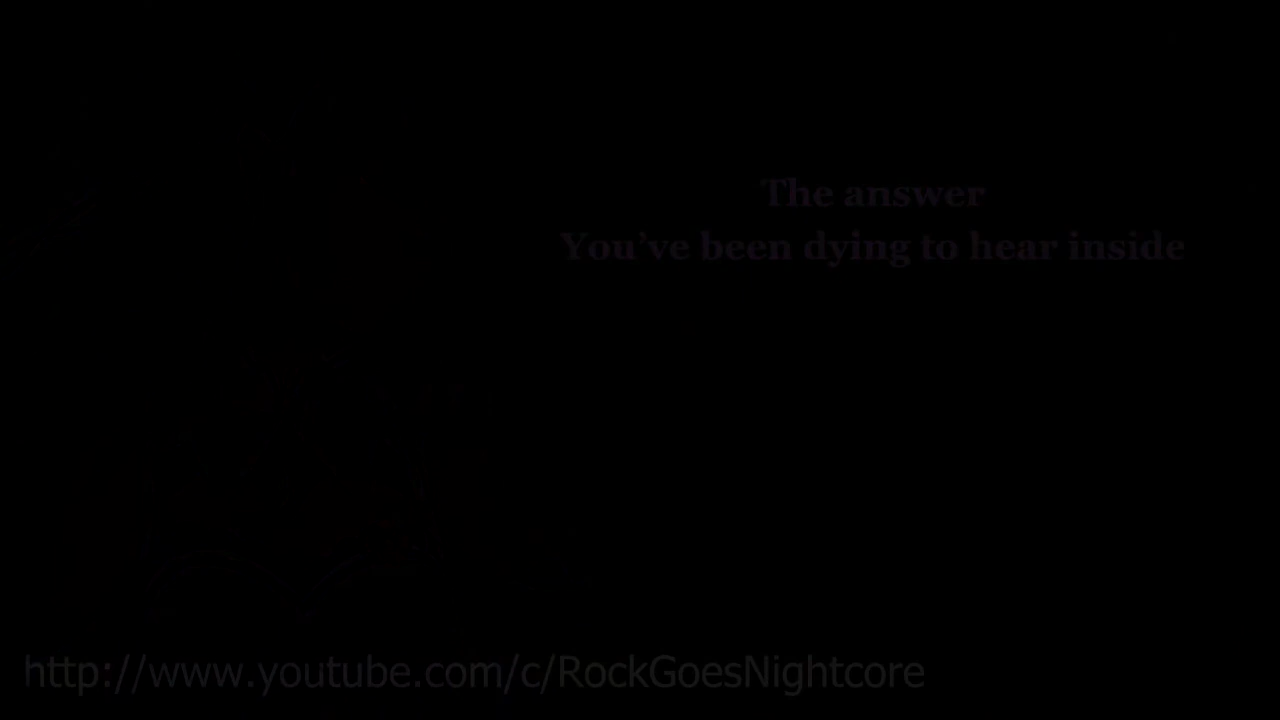 The answer
You’ve been dying to hear inside
http://www.youtube.com/c/RockGoesNightcore